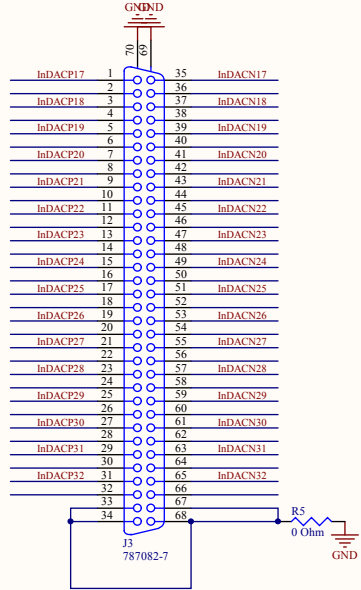 GND GND
70 69
InDACP17 1 35 InDACN17
2 36
InDACP18 3 37 InDACN18
4 38
InDACP19 5 39 InDACN19
6 40
InDACP20 7 41 InDACN20
8 42
InDACP21 9 43 InDACN21
10 44
InDACP22 11 45 InDACN22
12 46
InDACP23 13 47 InDACN23
14 48
InDACP24 15 49 InDACN24
16 50
InDACP25 17 51 InDACN25
18 52
InDACP26 19 53 InDACN26
20 54
InDACP27 21 55 InDACN27
22 56
InDACP28 23 57 InDACN28
24 58
InDACP29 25 59 InDACN29
26 60
InDACP30 27 61 InDACN30
28 62
InDACP31 29 63 InDACN31
30 64
InDACP32 31 65 InDACN32
32 66
33 67
34 68
R5
0 Ohm
GND
J3
787082-7